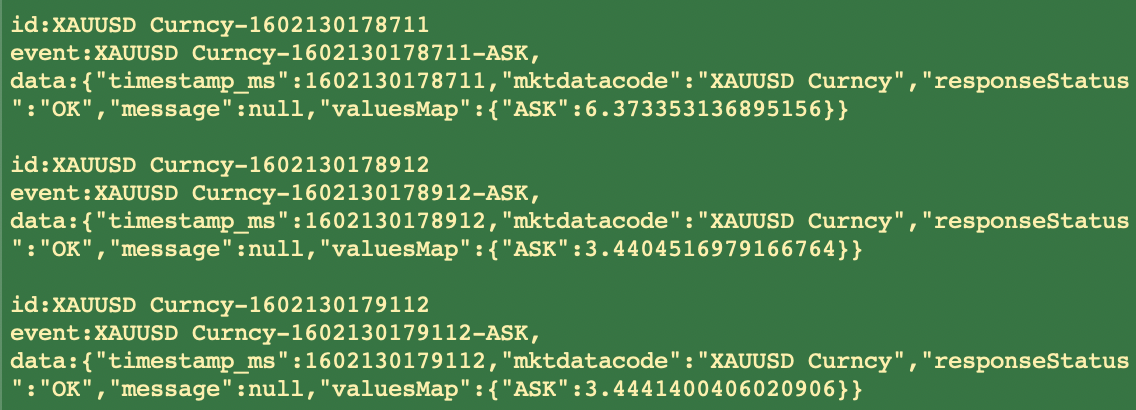 id:XAUUSD Curncy-1602130178711
event:XAUUSD Curncy-1602130178711-ASK,
data:{"timestamp_ms":1602130178711,"mktdatacode":"XAUUSD Curncy","responseStatus
":"OK","message":null,"valuesMap":{"ASK":6.373353136895156}}
id:XAUUSD Curncy-1602130178912
event:XAUUSD Curncy-1602130178912-ASK,
data:{"timestamp_ms":1602130178912,"mktdatacode":"XAUUSD Curncy","responseStatus
":"OK","message":null,"valuesMap":{"ASK":3.4404516979166764}}
id:XAUUSD Curncy-1602130179112
event:XAUUSD Curncy-1602130179112-ASK,
data:{"timestamp_ms":1602130179112,"mktdatacode":"XAUUSD Curncy","responseStatus
":"OK","message":null,"valuesMap":{"ASK":3.4441400406020906}}